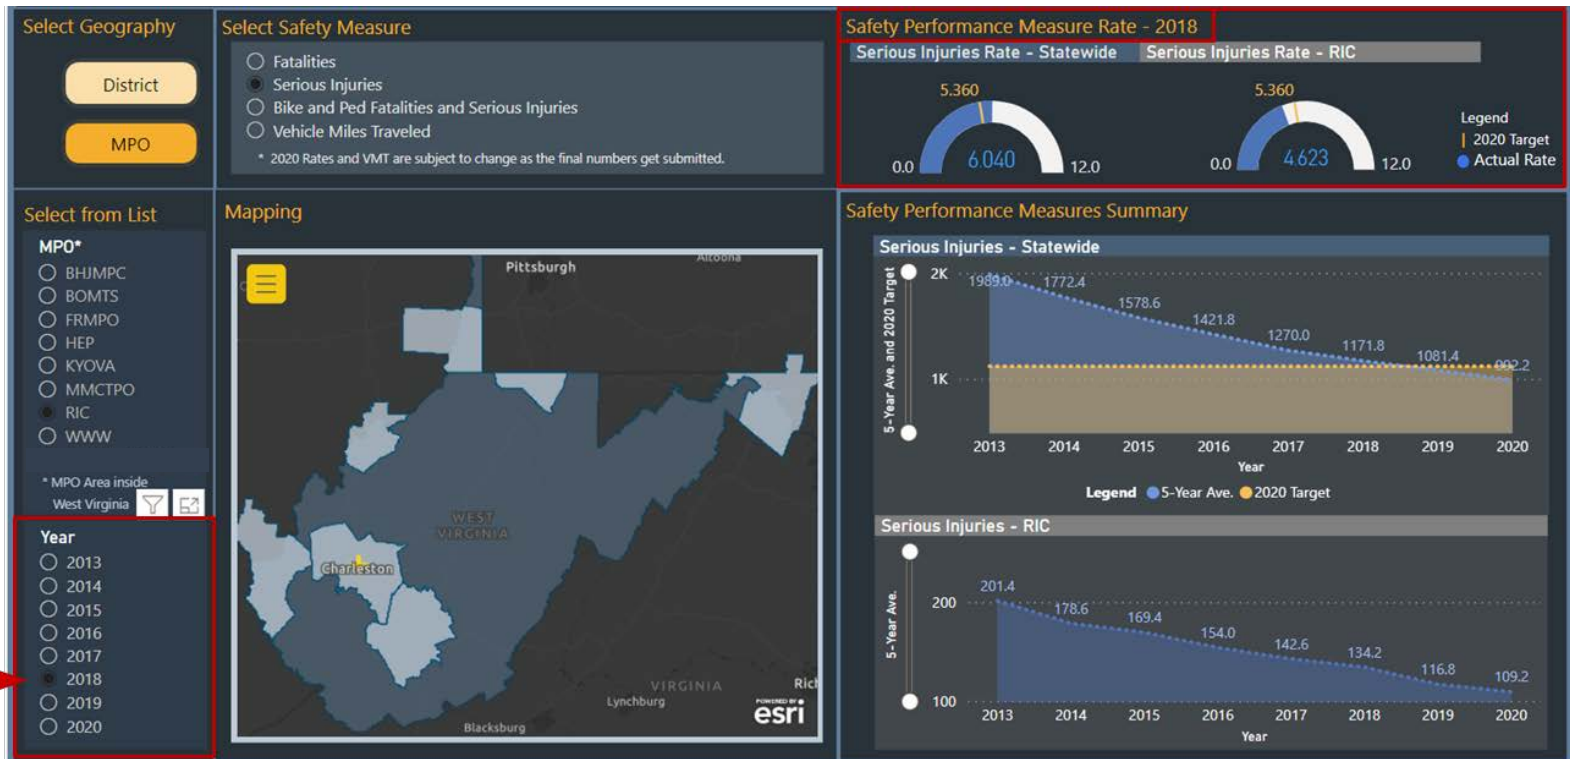 Select Geography
District
MPO
Select Safety Measure
Fatalities
Serious Injuries
Bike and Ped Fatalities and Serious Injuries
Vehicle Miles Traveled
* 2020 Rates and VMT are subject to change as the final numbers get submitted.
Safety Performance Measure Rate - 2018
Serious Injuries Rate - Statewide
Serious Injuries Rate - RIC
5.360
0.0
6.040
12.0
5.360
0.0
4.623
12.0
Legend
2020 Target
Actual Rate
Select from List
MPO*
BHJMPC
BOMTS
FRMPO
HEP
KYOVA
MMCTPO
RIC
WWW
* MPO Area inside
West Virginia
Year
2013
2014
2015
2016
2017
2018
2019
2020
Mapping
Pittsburgh
Altoona
WEST
VIRGINIA
Charleston
VIRGINIA
Lynchburg
Blacksburg
POWERED BY
esri
Safety Performance Measures Summary
Serious Injuries - Statewide
5-Year Ave. and 2020 Target
2K
1K
1989.0
1772.4
1578.6
1421.8
1270.0
1171.8
1081.4
992.2
2013 2014 2015 2016 2017 2018 2019 2020
Year
Legend 5-Year Ave. 2020 Target
Serious Injuries - RIC
5-Year Ave.
200
100
201.4
178.6
169.4
154.0
142.6
134.2
116.8
109.2
2013 2014 2015 2016 2017 2018 2019 2020
Year